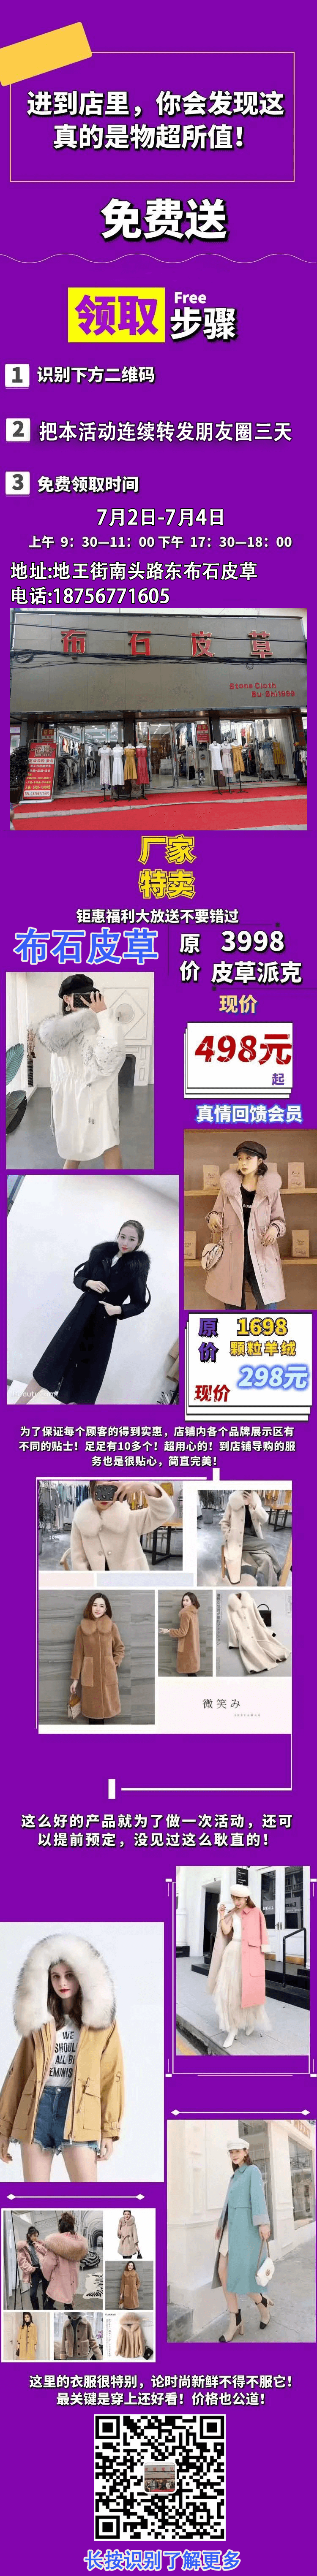 进到店里，你会发现这
真的是物超所值！
免费送
领取 Free 步骤
1 识别下方二维码
2 把本活动连续转发朋友圈三天
3 免费领取时间
7月2日-7月4日
上午 9：30—11：00 下午 17：30—18：00
地址:地王街南头路东布石皮草
电话:18756771605
布石皮草
Stone Cloth
Bu-Shi1688
厂家
特卖
钜惠福利大放送不要错过
布石皮草
原价 3998
皮草派克
现价
498元
起
真情回馈会员
原价 1698
颗粒羊绒
现价 298元
为了保证每个顾客的得到实惠，店铺内各个品牌展示区有
不同的贴士！足足有10多个！超用心的！到店铺导购的服
务也是很贴心，简直完美！
微笑み
这么好的产品就为了做一次活动，还可
以提前预定，没见过这么耿直的！
WE
SHOUL
ALL B
EMINIS
这里的衣服很特别，论时尚新鲜不得不服它！
最关键是穿上还好看！价格也公道！
长按识别了解更多